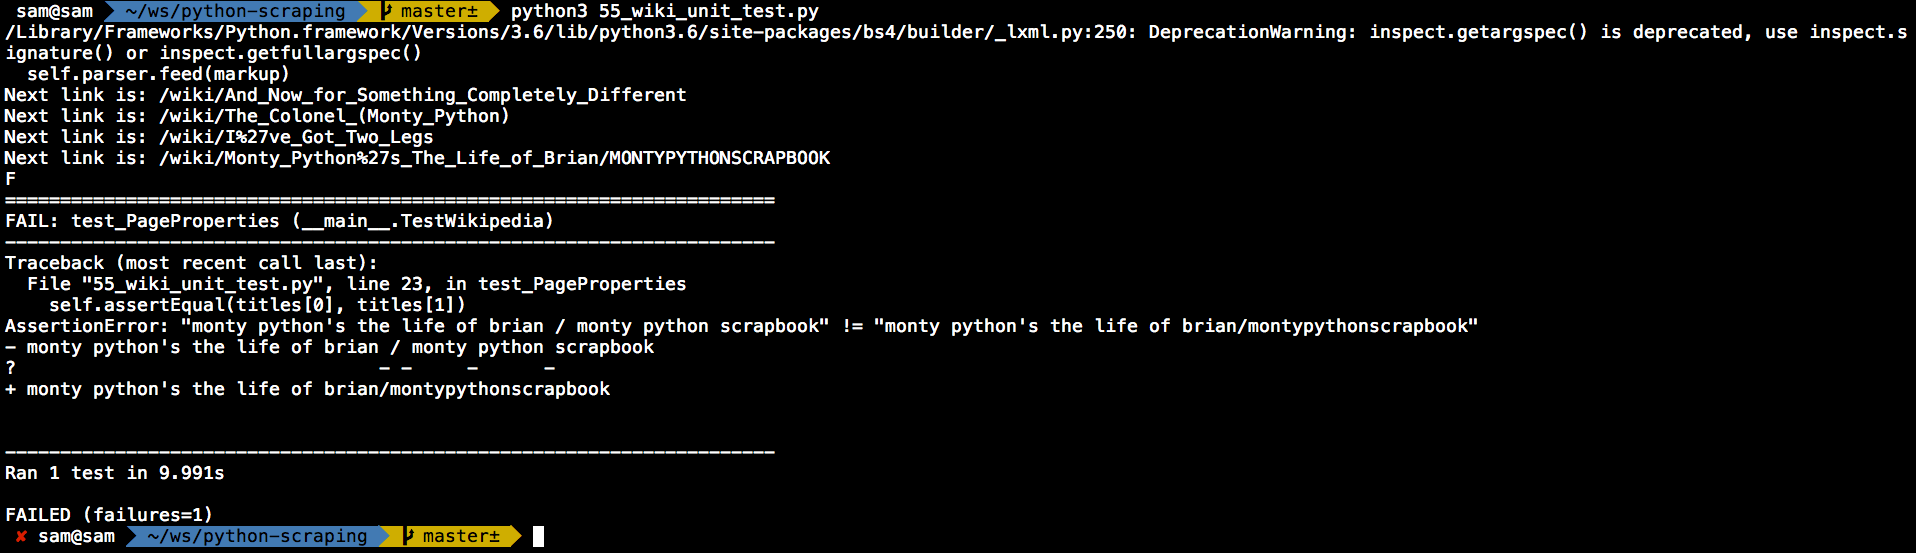 sam@sam ~/ws/python-scraping master± python3 55_wiki_unit_test.py
/Library/Frameworks/Python.framework/Versions/3.6/lib/python3.6/site-packages/bs4/builder/_lxml.py:250: DeprecationWarning: inspect.getargspec() is deprecated, use inspect.s
ignature() or inspect.getfullargspec()
  self.parser.feed(markup)
Next link is: /wiki/And_Now_for_Something_Completely_Different
Next link is: /wiki/The_Colonel_(Monty_Python)
Next link is: /wiki/I%27ve_Got_Two_Legs
Next link is: /wiki/Monty_Python%27s_The_Life_of_Brian/MONTYPYTHONSCRAPBOOK
F
======================================================================
FAIL: test_PageProperties (__main__.TestWikipedia)
----------------------------------------------------------------------
Traceback (most recent call last):
  File "55_wiki_unit_test.py", line 23, in test_PageProperties
    self.assertEqual(titles[0], titles[1])
AssertionError: "monty python's the life of brian / monty python scrapbook" != "monty python's the life of brian/montypythonscrapbook"
- monty python's the life of brian / monty python scrapbook
?                                 - -     -      -
+ monty python's the life of brian/montypythonscrapbook
----------------------------------------------------------------------
Ran 1 test in 9.991s
FAILED (failures=1)
✘ sam@sam ~/ws/python-scraping master±